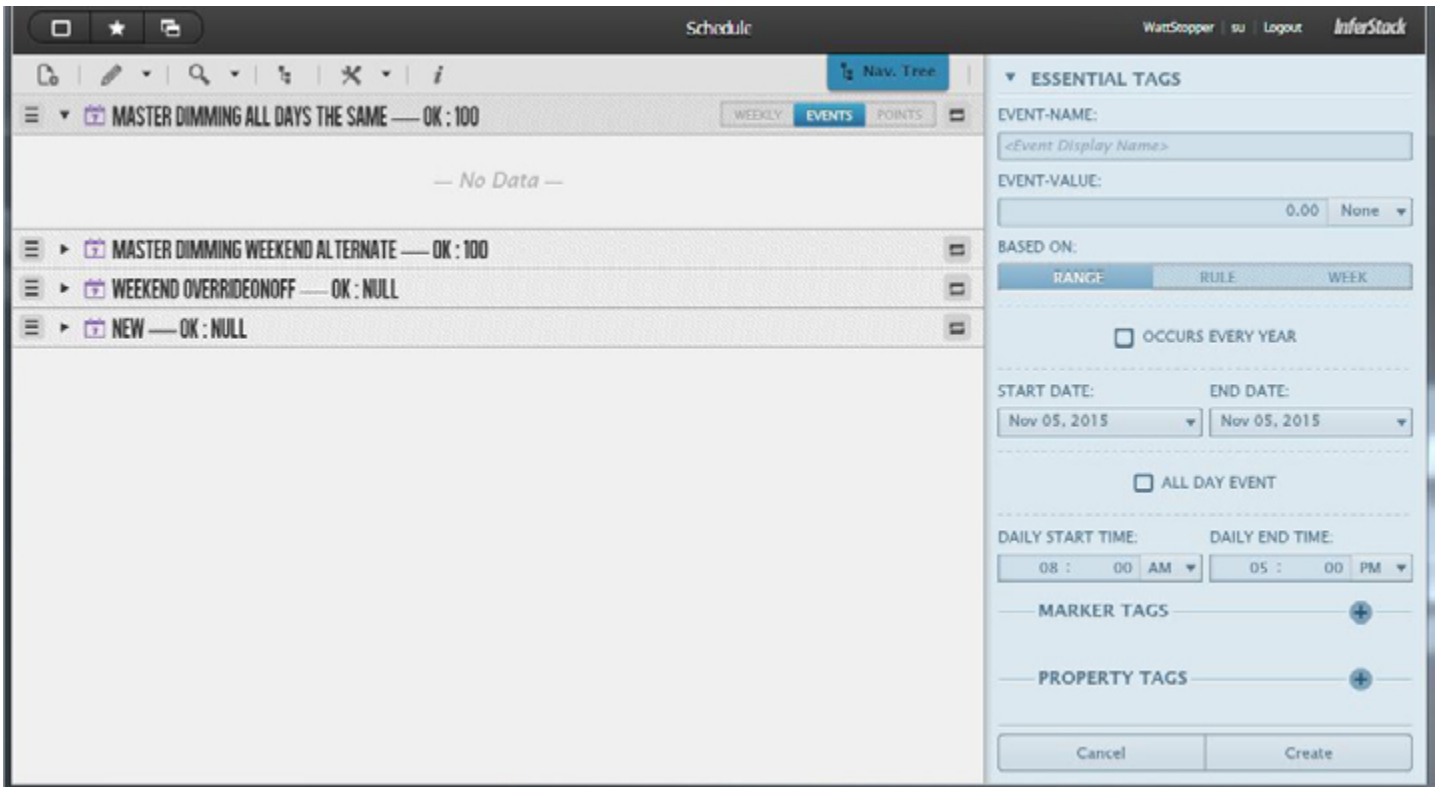 Schedule
WattStopper | su | Logout
InferStack
i
Nav. Tree
MASTER DIMMING ALL DAYS THE SAME — OK : 100
WEEKLY EVENTS POINTS
— No Data —
MASTER DIMMING WEEKEND ALTERNATE — OK : 100
WEEKEND OVERRIDEONOFF — OK : NULL
NEW — OK : NULL
ESSENTIAL TAGS
EVENT-NAME:
<Event Display Name>
EVENT-VALUE:
0.00 None
BASED ON:
RANGE RULE WEEK
OCCURS EVERY YEAR
START DATE: END DATE:
Nov 05, 2015 Nov 05, 2015
ALL DAY EVENT
DAILY START TIME: DAILY END TIME:
08 : 00 AM 05 : 00 PM
MARKER TAGS
PROPERTY TAGS
Cancel Create